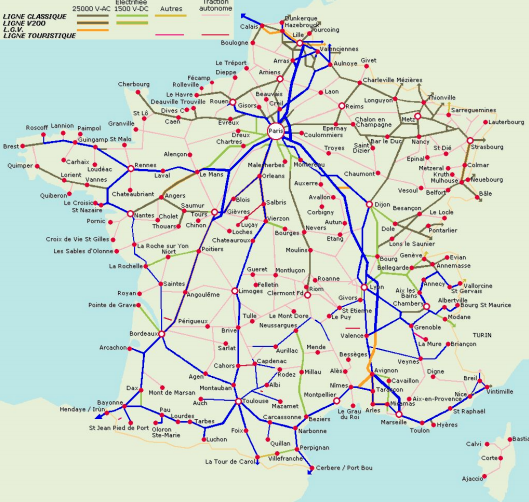 25000 V-AC
Électrifiée
1500 V-DC
Autres
Traction
autonome
LIGNE CLASSIQUE
LIGNE V200
L.G.V.
LIGNE TOURISTIQUE
Dunkerque
Calais
Hazebrouck
Tourcoing
Lille
Boulogne
Valenciennes
Arras
Aulnoye
Givet
Le Tréport
Dieppe
Amiens
Fécamp
Rolleville
Charleville Mézières
Cherbourg
Le Havre
Beauvais
Laon
Longuyon
Thionville
Deauville Trouville
Rouen
Gisors
Creil
Reims
Sarreguemines
St Lô
Dives C
Metz
Lauterbourg
Granville
Caen
Évreux
Paris
Epernay
Chalon en
Champagne
Roscoff
Lannion
Paimpol
Dreux
Coulommiers
Bar le Duc
Nancy
Strasbourg
Guingamp
St Malo
Chartres
Troyes
Saint
Dizier
St Dié
Brest
Alençon
Malesherbes
Montereau
Epinal
Colmar
Quimper
Carhaix
Loudéac
Rennes
Laval
Le Mans
Orleans
Auxerre
Chaumont
Metzeral
Kruth
Mulhouse
Neuebourg
Lorient
Vannes
Vesoul
Belfort
Bâle
Quiberon
Chateaubriant
Angers
Blois
Salbris
Avallon
Dijon
Besançon
Le Croisic
St Nazaire
Saumur
Tours
Gièvres
Corbigny
Le Locle
Nantes
Cholet
Thouars
Chinon
Luçay
Loches
Vierzon
Bourges
Nevers
Autun
Etang
Dole
Pontarlier
Pornic
Lons le Saunier
Croix de Vie St Gilles
La Roche sur Yon
Chateauroux
Moulins
Les Sables d'Olonne
Niort
Poitiers
Bourg
Genève
Evian
Annemasse
Bellegarde
La Rochelle
Gueret
Montluçon
Annecy
Vallorcine
St Gervais
Saintes
Felletin
Roanne
Lyon
Aix les
Bains
Albertville
Royan
Angoulême
Limoges
Clermont Fd
Riom
Givors
Chambery
Bourg St Maurice
Pointe de Grave
Périgueux
Tulle
Le Mont Dore
St Etienne
Le Puy
Modane
Brive
Neussargues
Valence
Grenoble
TURIN
Bordeaux
La Mure
Briançon
Arcachon
Sarlat
Aurillac
Mende
Bessèges
Veynes
Cahors
Capdenac
Agen
Rodez
Millau
Alès
Avignon
Digne
Dax
Mont de Marsan
Montauban
Albi
Nîmes
Cavaillon
Breil
Tarascon
Vintimille
Bayonne
Auch
Mazamet
Montpellier
Miramas
Aix-en-Provence
Nice
Hendaye / Irún
Pau
Toulouse
Le Grau
du Roi
Arles
St Raphaël
Lourdes
Carcassonne
Beziers
Marseille
St Jean Pied de Port
Oloron
Ste-Marie
Tarbes
Foix
Narbonne
Toulon
Hyères
Luchon
Quillan
Bastia
Calvi
Perpignan
La Tour de Carol
Villefranche
Corte
Cerbere / Port Bou
Ajaccio